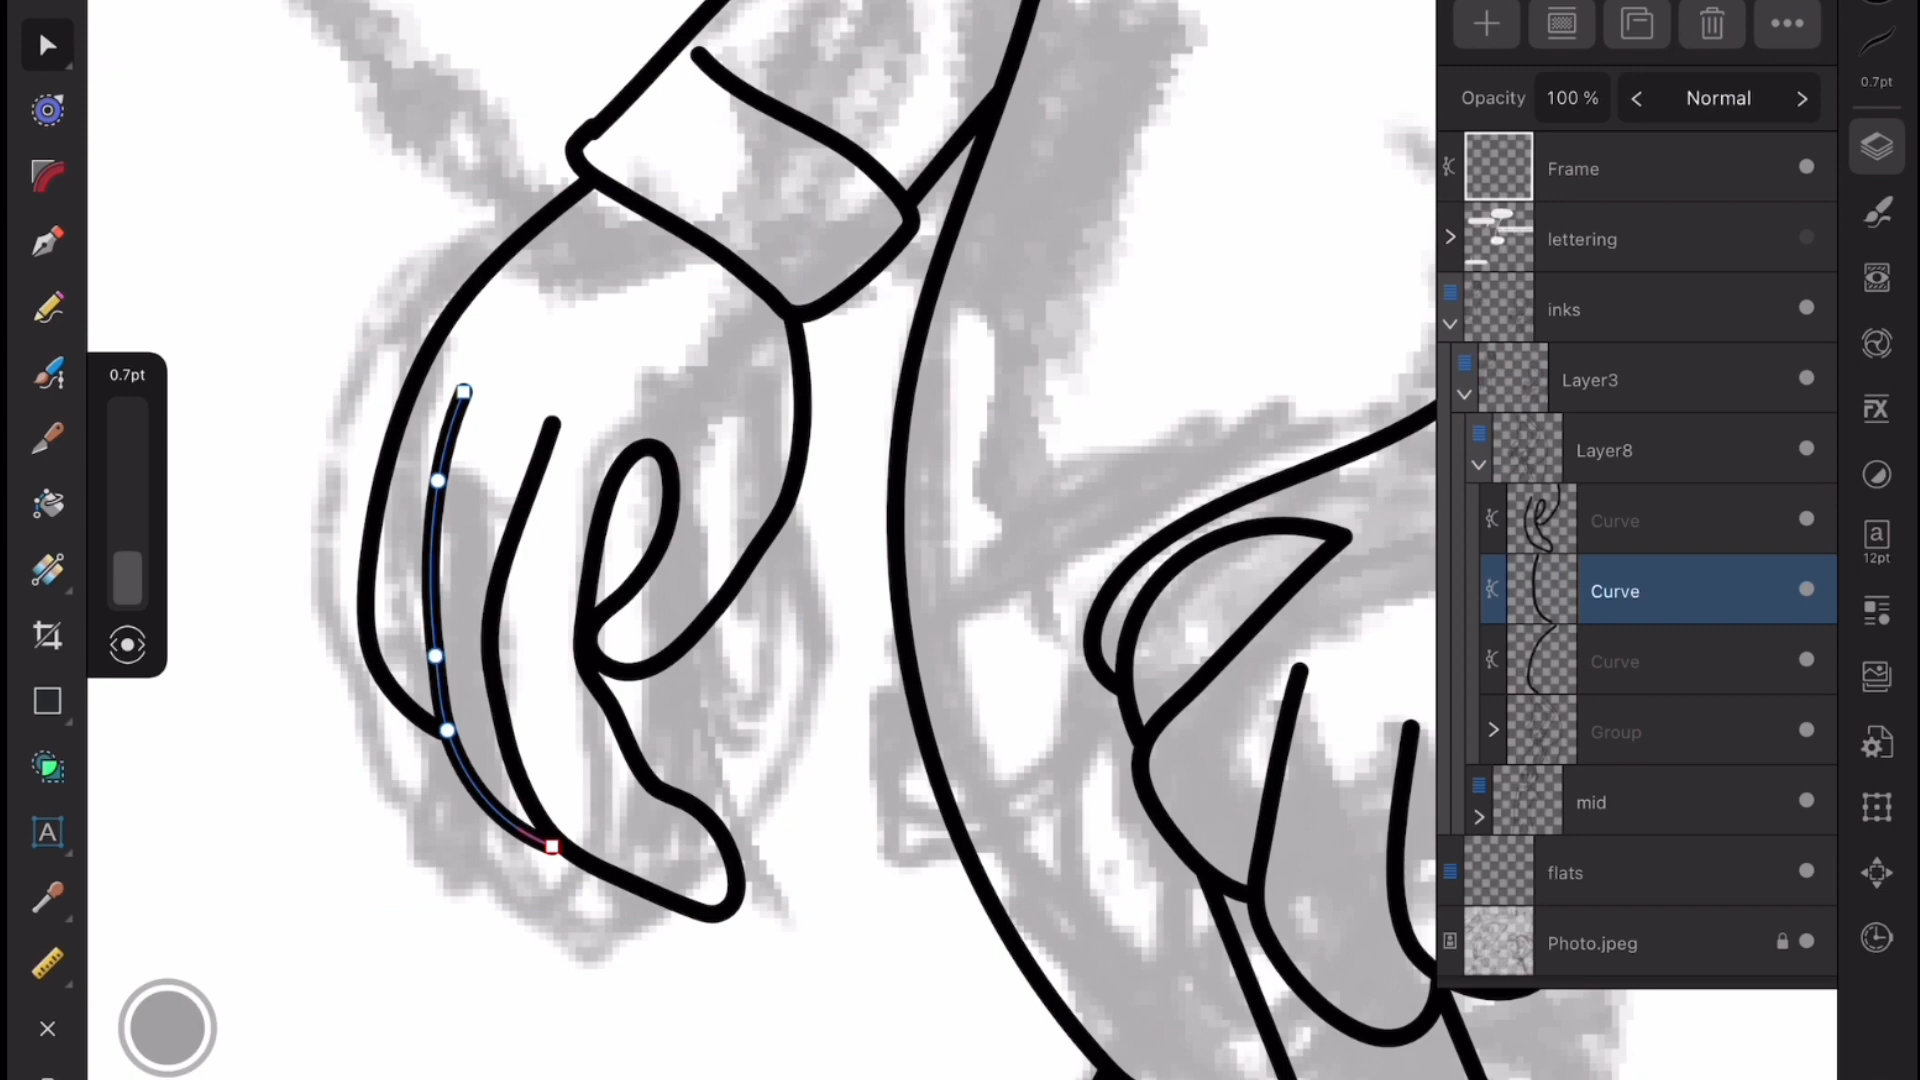 0.7pt
Opacity 100 % < Normal >
Frame
lettering
inks
Layer3
Layer8
Curve
Curve
Curve
Group
mid
flats
Photo.jpeg
A
0.7pt
FX
a
12pt